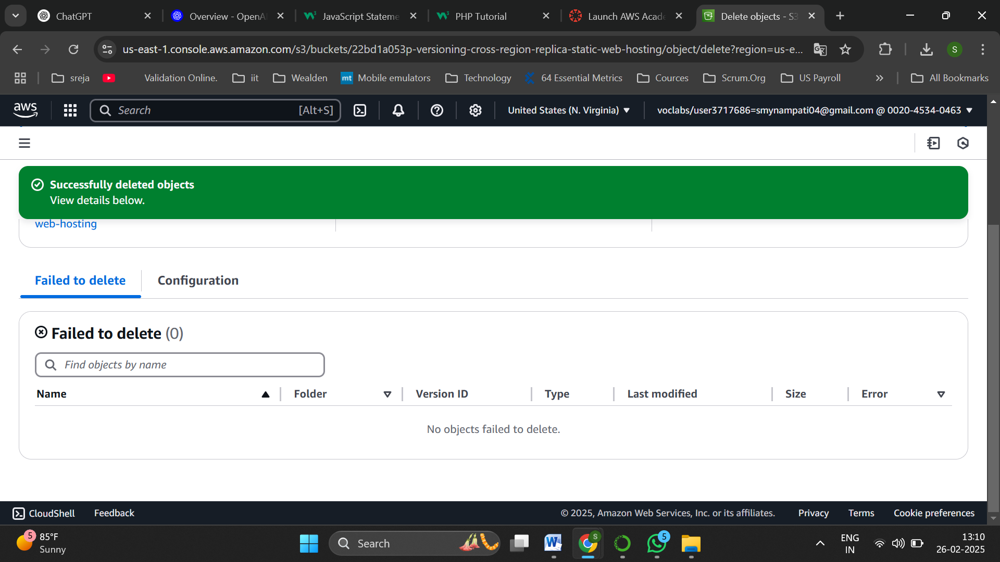 ChatGPT
Overview - OpenA
JavaScript Stateme
PHP Tutorial
Launch AWS Acade
Delete objects - S3
us-east-1.console.aws.amazon.com/s3/buckets/22bd1a053p-versioning-cross-region-replica-static-web-hosting/object/delete?region=us-e...
S
sreja
Validation Online.
iit
Wealden
mt Mobile emulators
Technology
64 Essential Metrics
Cources
Scrum.Org
US Payroll
»
All Bookmarks
aws
Search [Alt+S]
United States (N. Virginia)
voclabs/user3717686=smynampati04@gmail.com @ 0020-4534-0463
Successfully deleted objects
View details below.
web-hosting
Failed to delete
Configuration
Failed to delete (0)
Find objects by name
Name Folder Version ID Type Last modified Size Error
No objects failed to delete.
CloudShell
Feedback
© 2025, Amazon Web Services, Inc. or its affiliates.
Privacy
Terms
Cookie preferences
5
85°F
Sunny
Search
W
S
5
ENG
IN
13:10
26-02-2025